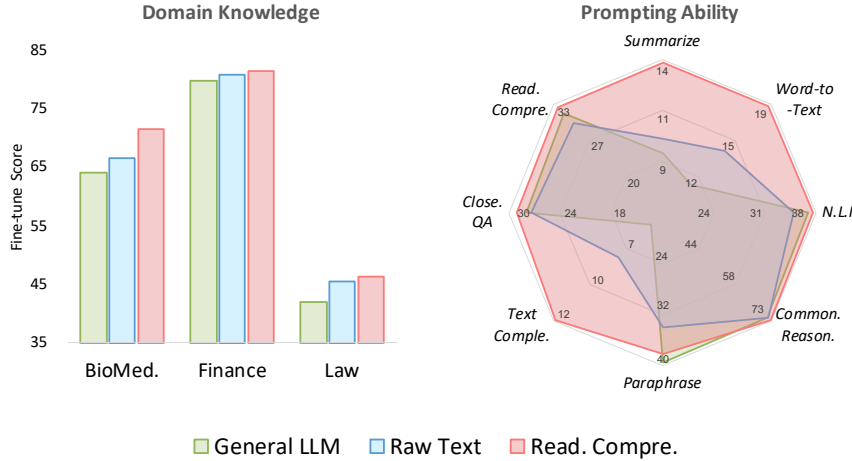 Domain Knowledge
Fine-tune Score
85
75
65
55
45
35
BioMed.
Finance
Law
Prompting Ability
Summarize
Word-to
-Text
N.L.I
Common.
Reason.
Paraphrase
Text
Comple.
Close.
QA
Read.
Compre.
14
11
9
19
15
12
24
31
38
44
58
73
24
32
40
7
10
12
18
24
30
20
27
33
General LLM
Raw Text
Read. Compre.